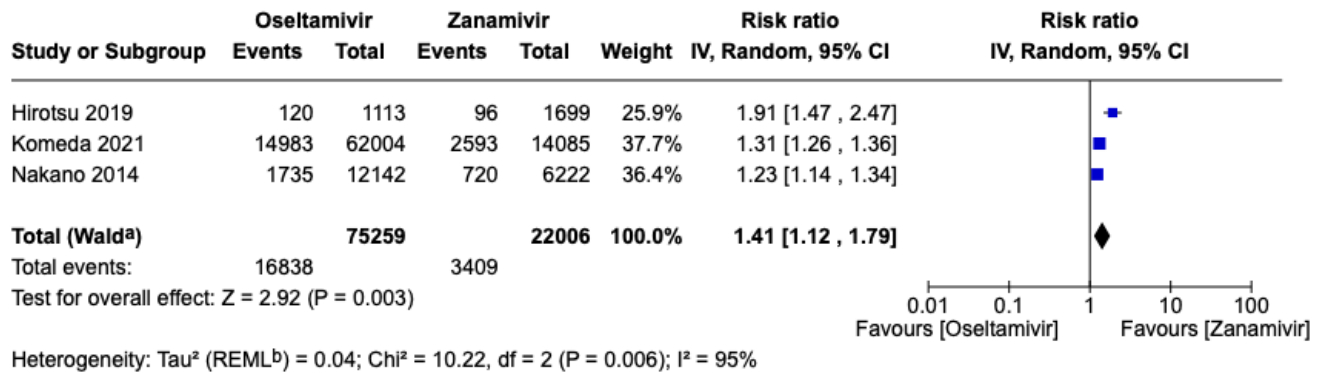 Oseltamivir Zanamivir Risk ratio Risk ratio
Study or Subgroup Events Total Events Total Weight IV, Random, 95% CI IV, Random, 95% CI
Hirotsu 2019 120 1113 96 1699 25.9% 1.91 [1.47 , 2.47]
Komeda 2021 14983 62004 2593 14085 37.7% 1.31 [1.26 , 1.36]
Nakano 2014 1735 12142 720 6222 36.4% 1.23 [1.14 , 1.34]
Total (Waldᵃ) 75259 22006 100.0% 1.41 [1.12 , 1.79]
Total events: 16838 3409
Test for overall effect: Z = 2.92 (P = 0.003)
0.01 0.1 1 10 100
Favours [Oseltamivir] Favours [Zanamivir]
Heterogeneity: Tau² (REMLᵇ) = 0.04; Chi² = 10.22, df = 2 (P = 0.006); I² = 95%